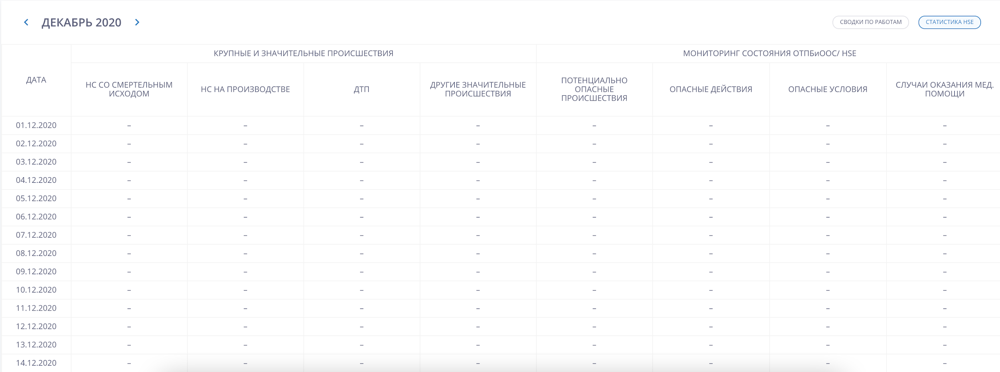 ДЕКАБРЬ 2020
СВОДКИ ПО РАБОТАМ
СТАТИСТИКА HSE
КРУПНЫЕ И ЗНАЧИТЕЛЬНЫЕ ПРОИСШЕСТВИЯ
МОНИТОРИНГ СОСТОЯНИЯ ОТПБиООС/ HSE
ДАТА
НС СО СМЕРТЕЛЬНЫМ
ИСХОДОМ
НС НА ПРОИЗВОДСТВЕ
ДТП
ДРУГИЕ ЗНАЧИТЕЛЬНЫЕ
ПРОИСШЕСТВИЯ
ПОТЕНЦИАЛЬНО
ОПАСНЫЕ
ПРОИСШЕСТВИЯ
ОПАСНЫЕ ДЕЙСТВИЯ
ОПАСНЫЕ УСЛОВИЯ
СЛУЧАИ ОКАЗАНИЯ МЕД.
ПОМОЩИ
01.12.2020 – – – – – – – –
02.12.2020 – – – – – – – –
03.12.2020 – – – – – – – –
04.12.2020 – – – – – – – –
05.12.2020 – – – – – – – –
06.12.2020 – – – – – – – –
07.12.2020 – – – – – – – –
08.12.2020 – – – – – – – –
09.12.2020 – – – – – – – –
10.12.2020 – – – – – – – –
11.12.2020 – – – – – – – –
12.12.2020 – – – – – – – –
13.12.2020 – – – – – – – –
14.12.2020 – – – – – – – –